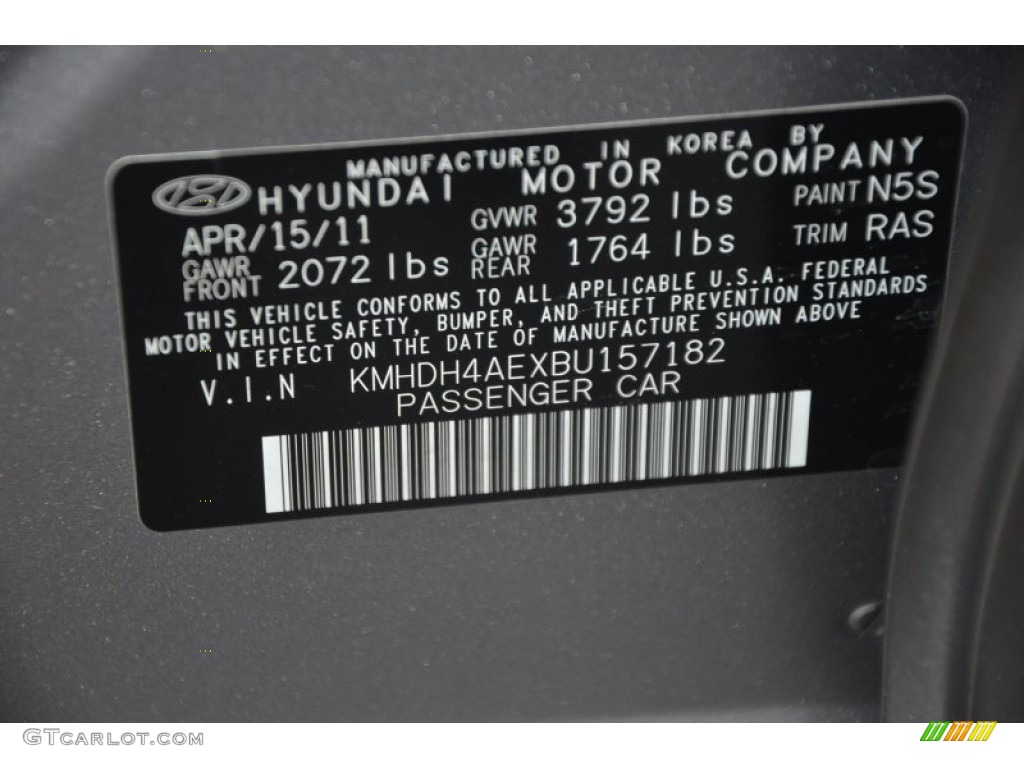 MANUFACTURED IN KOREA BY
HYUNDAI MOTOR COMPANY
APR/15/11 GVWR 3792 lbs PAINT N5S
GAWR FRONT 2072 lbs GAWR REAR 1764 lbs TRIM RAS
THIS VEHICLE CONFORMS TO ALL APPLICABLE U.S.A. FEDERAL
MOTOR VEHICLE SAFETY, BUMPER, AND THEFT PREVENTION STANDARDS
IN EFFECT ON THE DATE OF MANUFACTURE SHOWN ABOVE
V.I.N KMHDH4AEXBU157182
PASSENGER CAR
GTCARLOT.COM